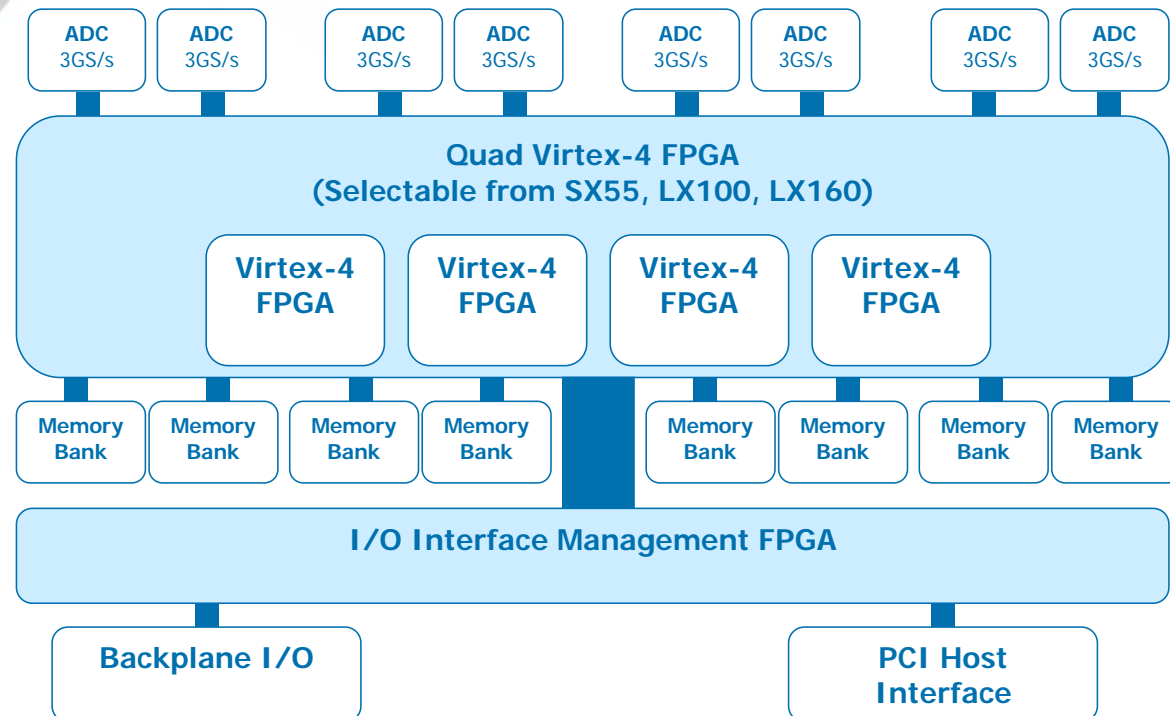 ADC
3GS/s
ADC
3GS/s
ADC
3GS/s
ADC
3GS/s
ADC
3GS/s
ADC
3GS/s
ADC
3GS/s
ADC
3GS/s
Quad Virtex-4 FPGA
(Selectable from SX55, LX100, LX160)
Virtex-4
FPGA
Virtex-4
FPGA
Virtex-4
FPGA
Virtex-4
FPGA
Memory
Bank
Memory
Bank
Memory
Bank
Memory
Bank
Memory
Bank
Memory
Bank
Memory
Bank
Memory
Bank
I/O Interface Management FPGA
Backplane I/O
PCI Host
Interface